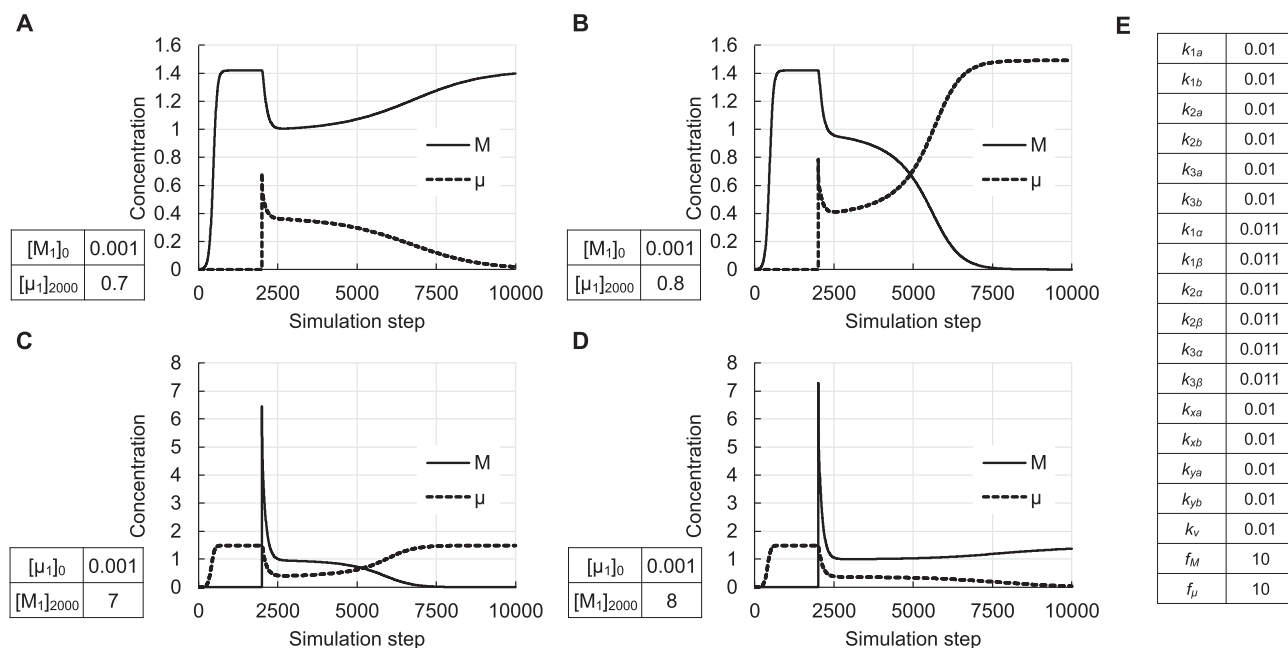 A
Concentration
1.6
1.4
1.2
1
0.8
0.6
0.4
0.2
0
M
µ
0 2500 5000 7500 10000
Simulation step
[M1]0 0.001
[µ1]2000 0.7
B
Concentration
1.6
1.4
1.2
1
0.8
0.6
0.4
0.2
0
M
µ
0 2500 5000 7500 10000
Simulation step
[M1]0 0.001
[µ1]2000 0.8
C
Concentration
8
7
6
5
4
3
2
1
0
M
µ
0 2500 5000 7500 10000
Simulation step
[µ1]0 0.001
[M1]2000 7
D
Concentration
8
7
6
5
4
3
2
1
0
M
µ
0 2500 5000 7500 10000
Simulation step
[µ1]0 0.001
[M1]2000 8
E
k1a 0.01
k1b 0.01
k2a 0.01
k2b 0.01
k3a 0.01
k3b 0.01
k1α 0.011
k1β 0.011
k2α 0.011
k2β 0.011
k3α 0.011
k3β 0.011
kxa 0.01
kxb 0.01
kya 0.01
kyb 0.01
kv 0.01
fM 10
fµ 10